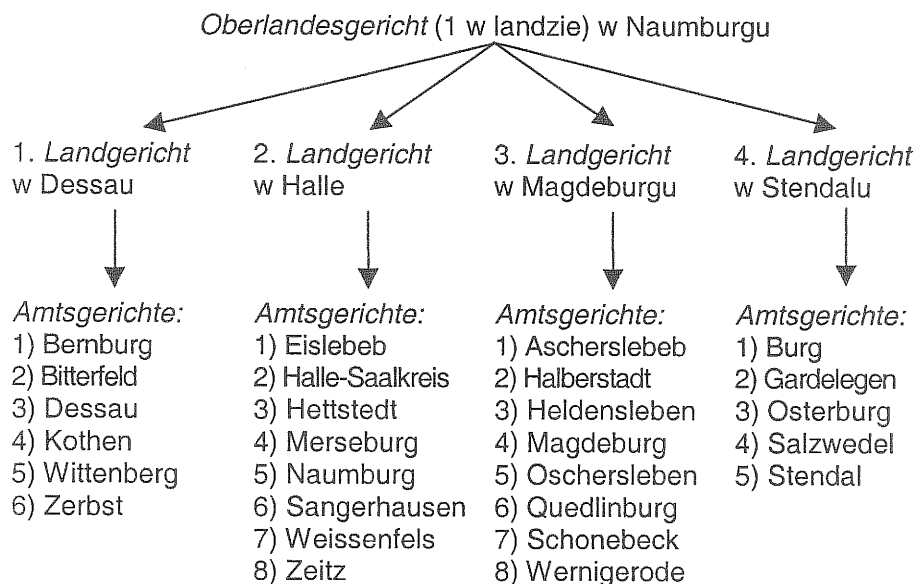 Oberlandesgericht (1 w landzie) w Naumburgu
1. Landgericht
w Dessau
2. Landgericht
w Halle
3. Landgericht
w Magdeburgu
4. Landgericht
w Stendalu
Amtsgerichte:
1) Bernburg
2) Bitterfeld
3) Dessau
4) Kothen
5) Wittenberg
6) Zerbst
Amtsgerichte:
1) Eislebeb
2) Halle-Saalkreis
3) Hettstedt
4) Merseburg
5) Naumburg
6) Sangerhausen
7) Weissenfels
8) Zeitz
Amtsgerichte:
1) Ascherslebeb
2) Halberstadt
3) Heldensleben
4) Magdeburg
5) Oschersleben
6) Quedlinburg
7) Schonebeck
8) Wernigerode
Amtsgerichte:
1) Burg
2) Gardelegen
3) Osterburg
4) Salzwedel
5) Stendal